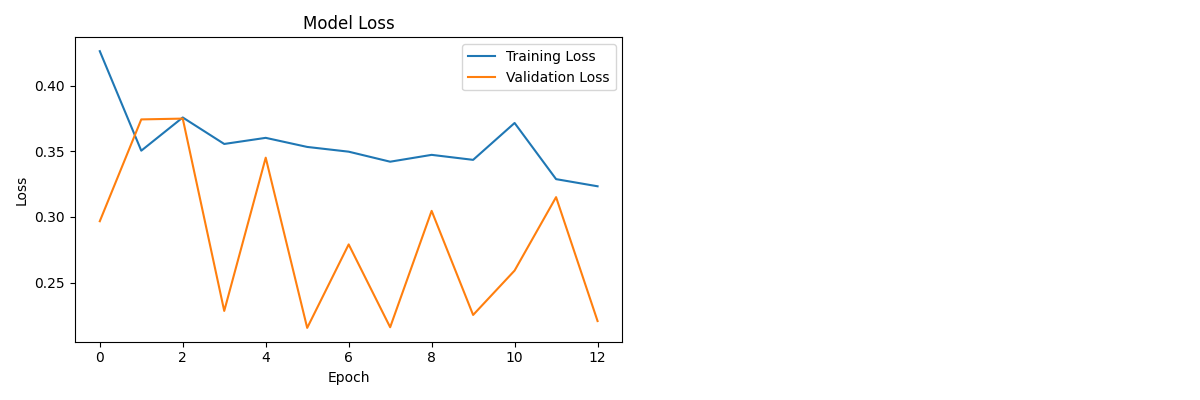 Model Loss
Training Loss
Validation Loss
0.40
0.35
0.30
0.25
Loss
0 2 4 6 8 10 12
Epoch